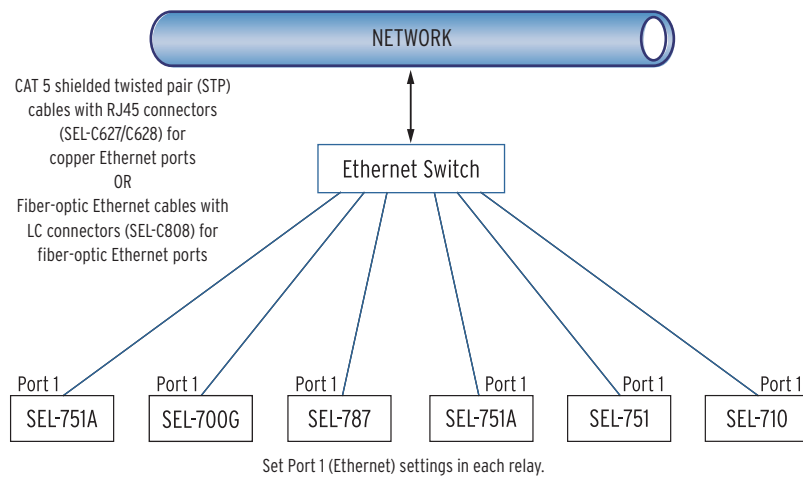 NETWORK
CAT 5 shielded twisted pair (STP)
cables with RJ45 connectors
(SEL-C627/C628) for
copper Ethernet ports
OR
Fiber-optic Ethernet cables with
LC connectors (SEL-C808) for
fiber-optic Ethernet ports
Ethernet Switch
Port 1
Port 1
Port 1
Port 1
Port 1
Port 1
SEL-751A
SEL-700G
SEL-787
SEL-751A
SEL-751
SEL-710
Set Port 1 (Ethernet) settings in each relay.